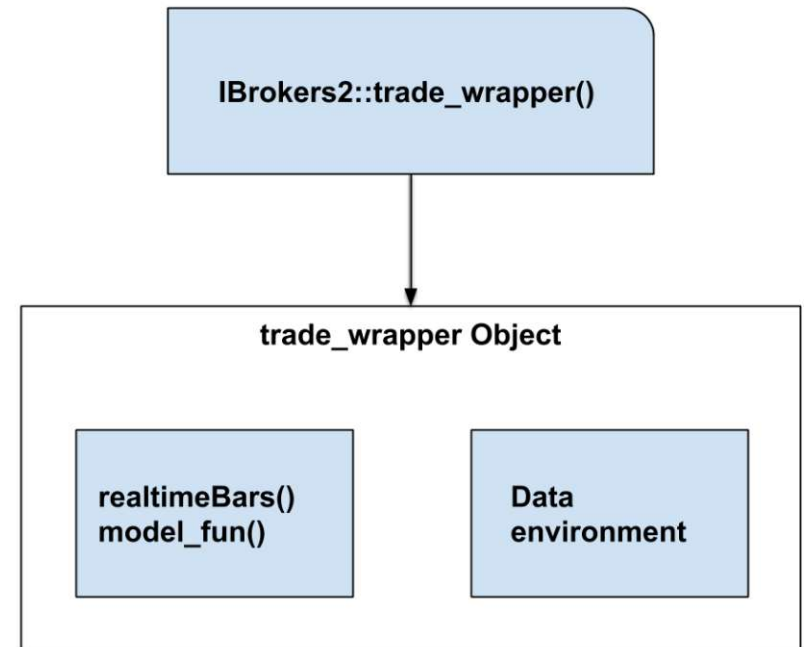 IBrokers2::trade_wrapper()
trade_wrapper Object
realtimeBars()
model_fun()
Data
environment